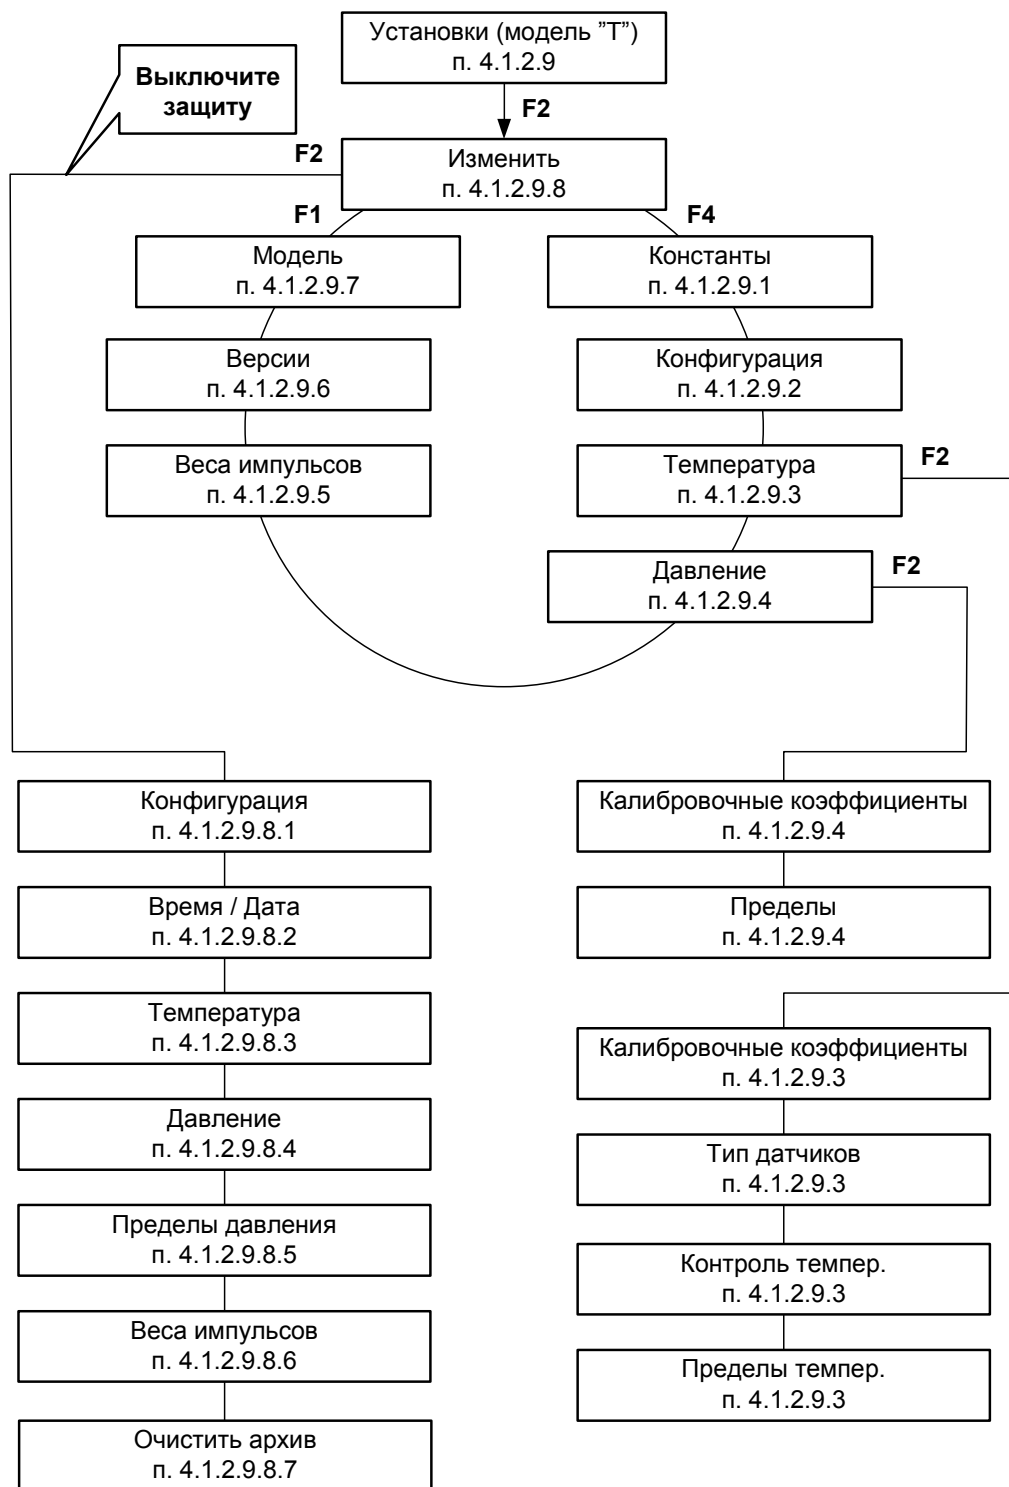 Установки (модель ”Т”)
п. 4.1.2.9
Выключите
защиту
F2
F2
Изменить
п. 4.1.2.9.8
F1
F4
Модель
п. 4.1.2.9.7
Константы
п. 4.1.2.9.1
Версии
п. 4.1.2.9.6
Конфигурация
п. 4.1.2.9.2
Веса импульсов
п. 4.1.2.9.5
Температура
п. 4.1.2.9.3
F2
Давление
п. 4.1.2.9.4
F2
Конфигурация
п. 4.1.2.9.8.1
Время / Дата
п. 4.1.2.9.8.2
Температура
п. 4.1.2.9.8.3
Давление
п. 4.1.2.9.8.4
Пределы давления
п. 4.1.2.9.8.5
Веса импульсов
п. 4.1.2.9.8.6
Очистить архив
п. 4.1.2.9.8.7
Калибровочные коэффициенты
п. 4.1.2.9.4
Пределы
п. 4.1.2.9.4
Калибровочные коэффициенты
п. 4.1.2.9.3
Тип датчиков
п. 4.1.2.9.3
Контроль темпер.
п. 4.1.2.9.3
Пределы темпер.
п. 4.1.2.9.3